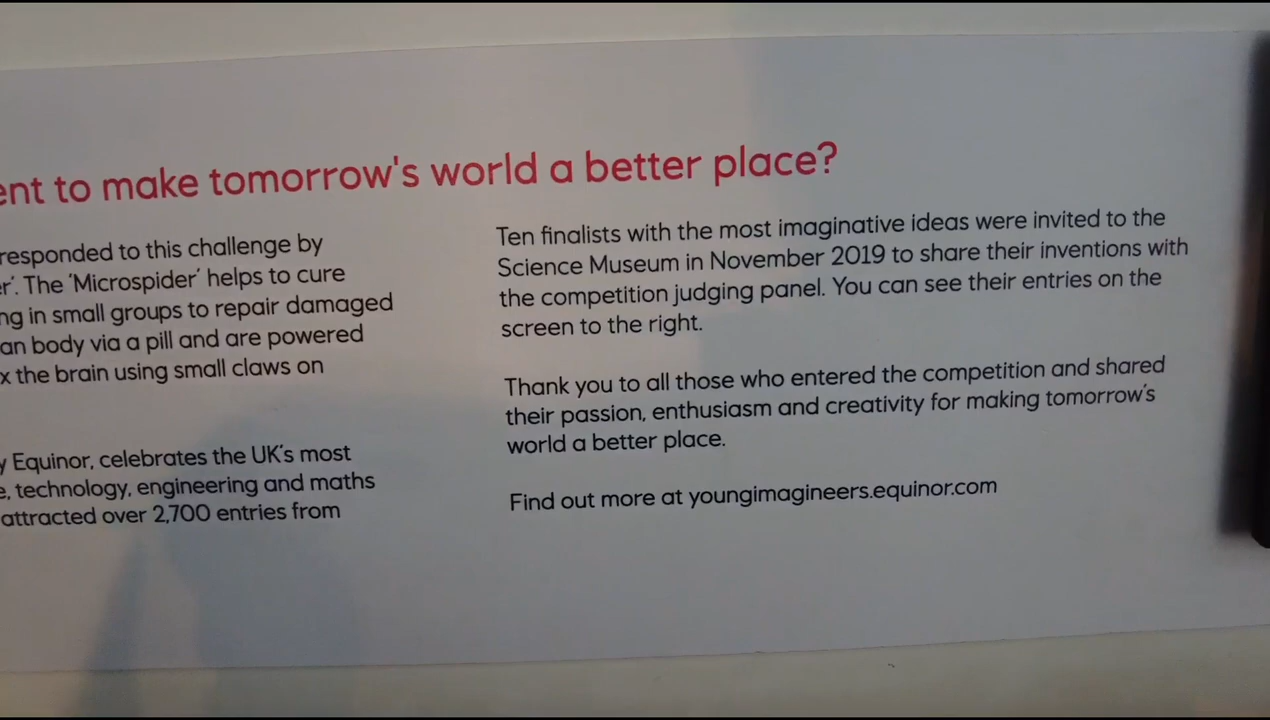 to make tomorrow's world a better place?
responded to this challenge by
The 'Microspider' helps to cure
in small groups to repair damaged
body via a pill and are powered
the brain using small claws on
Equinor, celebrates the UK's most
technology, engineering and maths
attracted over 2,700 entries from
Ten finalists with the most imaginative ideas were invited to the
Science Museum in November 2019 to share their inventions with
the competition judging panel. You can see their entries on the
screen to the right.
Thank you to all those who entered the competition and shared
their passion, enthusiasm and creativity for making tomorrow's
world a better place.
Find out more at youngimagineers.equinor.com